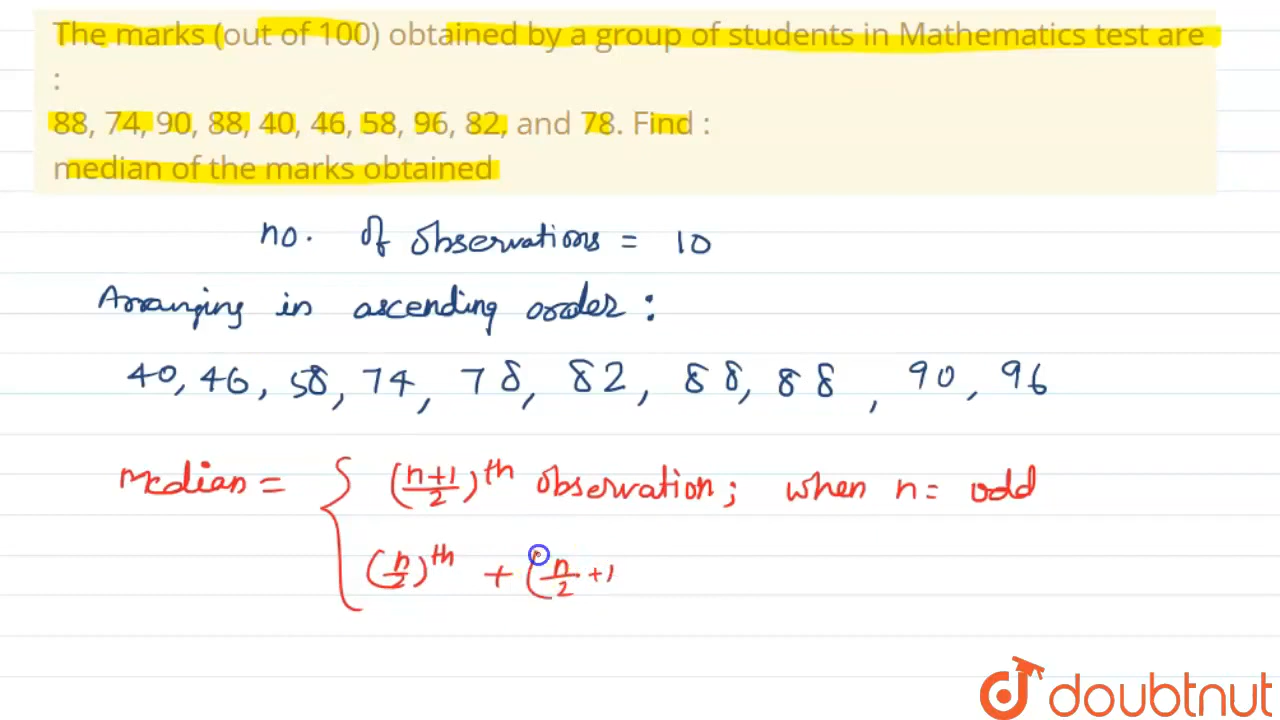 The marks (out of 100) obtained by a group of students in Mathematics test are
:
88, 74, 90, 88, 40, 46, 58, 96, 82, and 78. Find :
median of the marks obtained
no. of observations = 10
Arranging in ascending order :
40, 46, 58, 74, 78, 82, 88, 88, 90, 96
Median = { (n+1/2)th observation; when n = odd
(n/2)th + (n/2 + 1
doubtnut